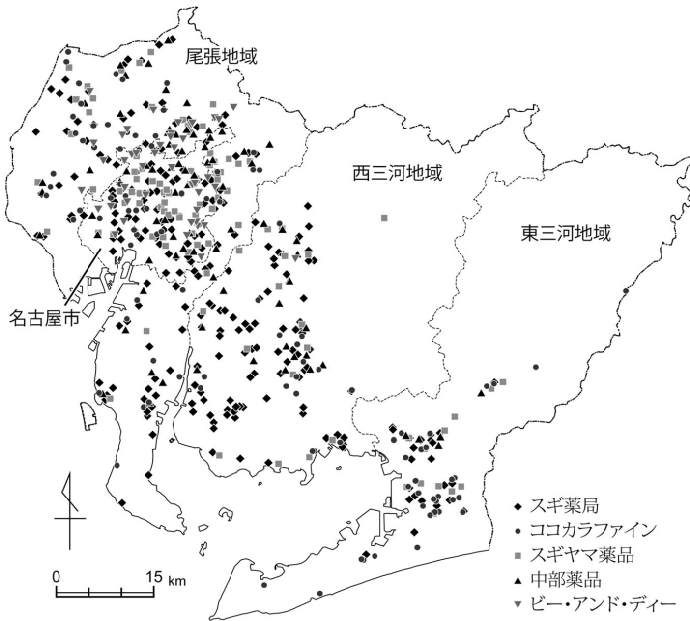 尾張地域
西三河地域
東三河地域
名古屋市
スギ薬局
ココカラファイン
スギヤマ薬品
中部薬品
ビー・アンド・ディー
0 15 km